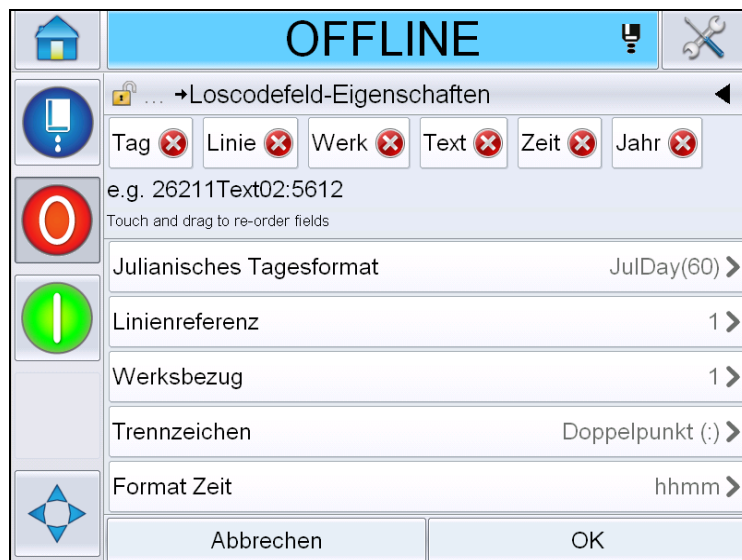 OFFLINE
... →Loscodefeld-Eigenschaften
Tag Linie Werk Text Zeit Jahr
e.g. 26211Text02:5612
Touch and drag to re-order fields
Julianisches Tagesformat JulDay(60)
Linienreferenz 1
Werksbezug 1
Trennzeichen Doppelpunkt (:)
Format Zeit hhmm
Abbrechen OK